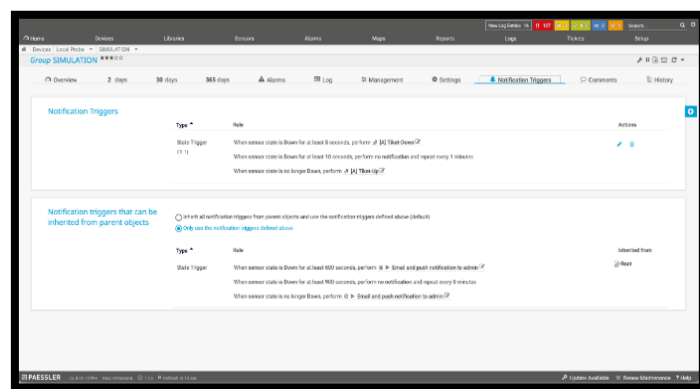 New Log Entries 16 127
Search...
Home Devices Libraries Sensors Alarms Maps Reports Logs Tickets Setup
Devices Local Probe SIMULATION
Group SIMULATION
Overview 2 days 30 days 365 days Alarms Log Management Settings Notification Triggers Comments History
Notification Triggers
Type Rule Actions
State Trigger When sensor state is Down for at least 5 seconds, perform [A] Tiket-Down
When sensor state is Down for at least 10 seconds, perform no notification and repeat every 1 minutes
When sensor state is no longer Down, perform [A] Tiket-Up
Notification triggers that can be
inherited from parent objects
Inherit all notification triggers from parent objects and use the notification triggers defined above (default)
Only use the notification triggers defined above
Type Rule Inherited from
State Trigger When sensor state is Down for at least 600 seconds, perform Email and push notification to admin Root
When sensor state is Down for at least 900 seconds, perform no notification and repeat every 0 minutes
When sensor state is no longer Down, perform Email and push notification to admin
PAESSLER
Update Available Renew Maintenance ? Help